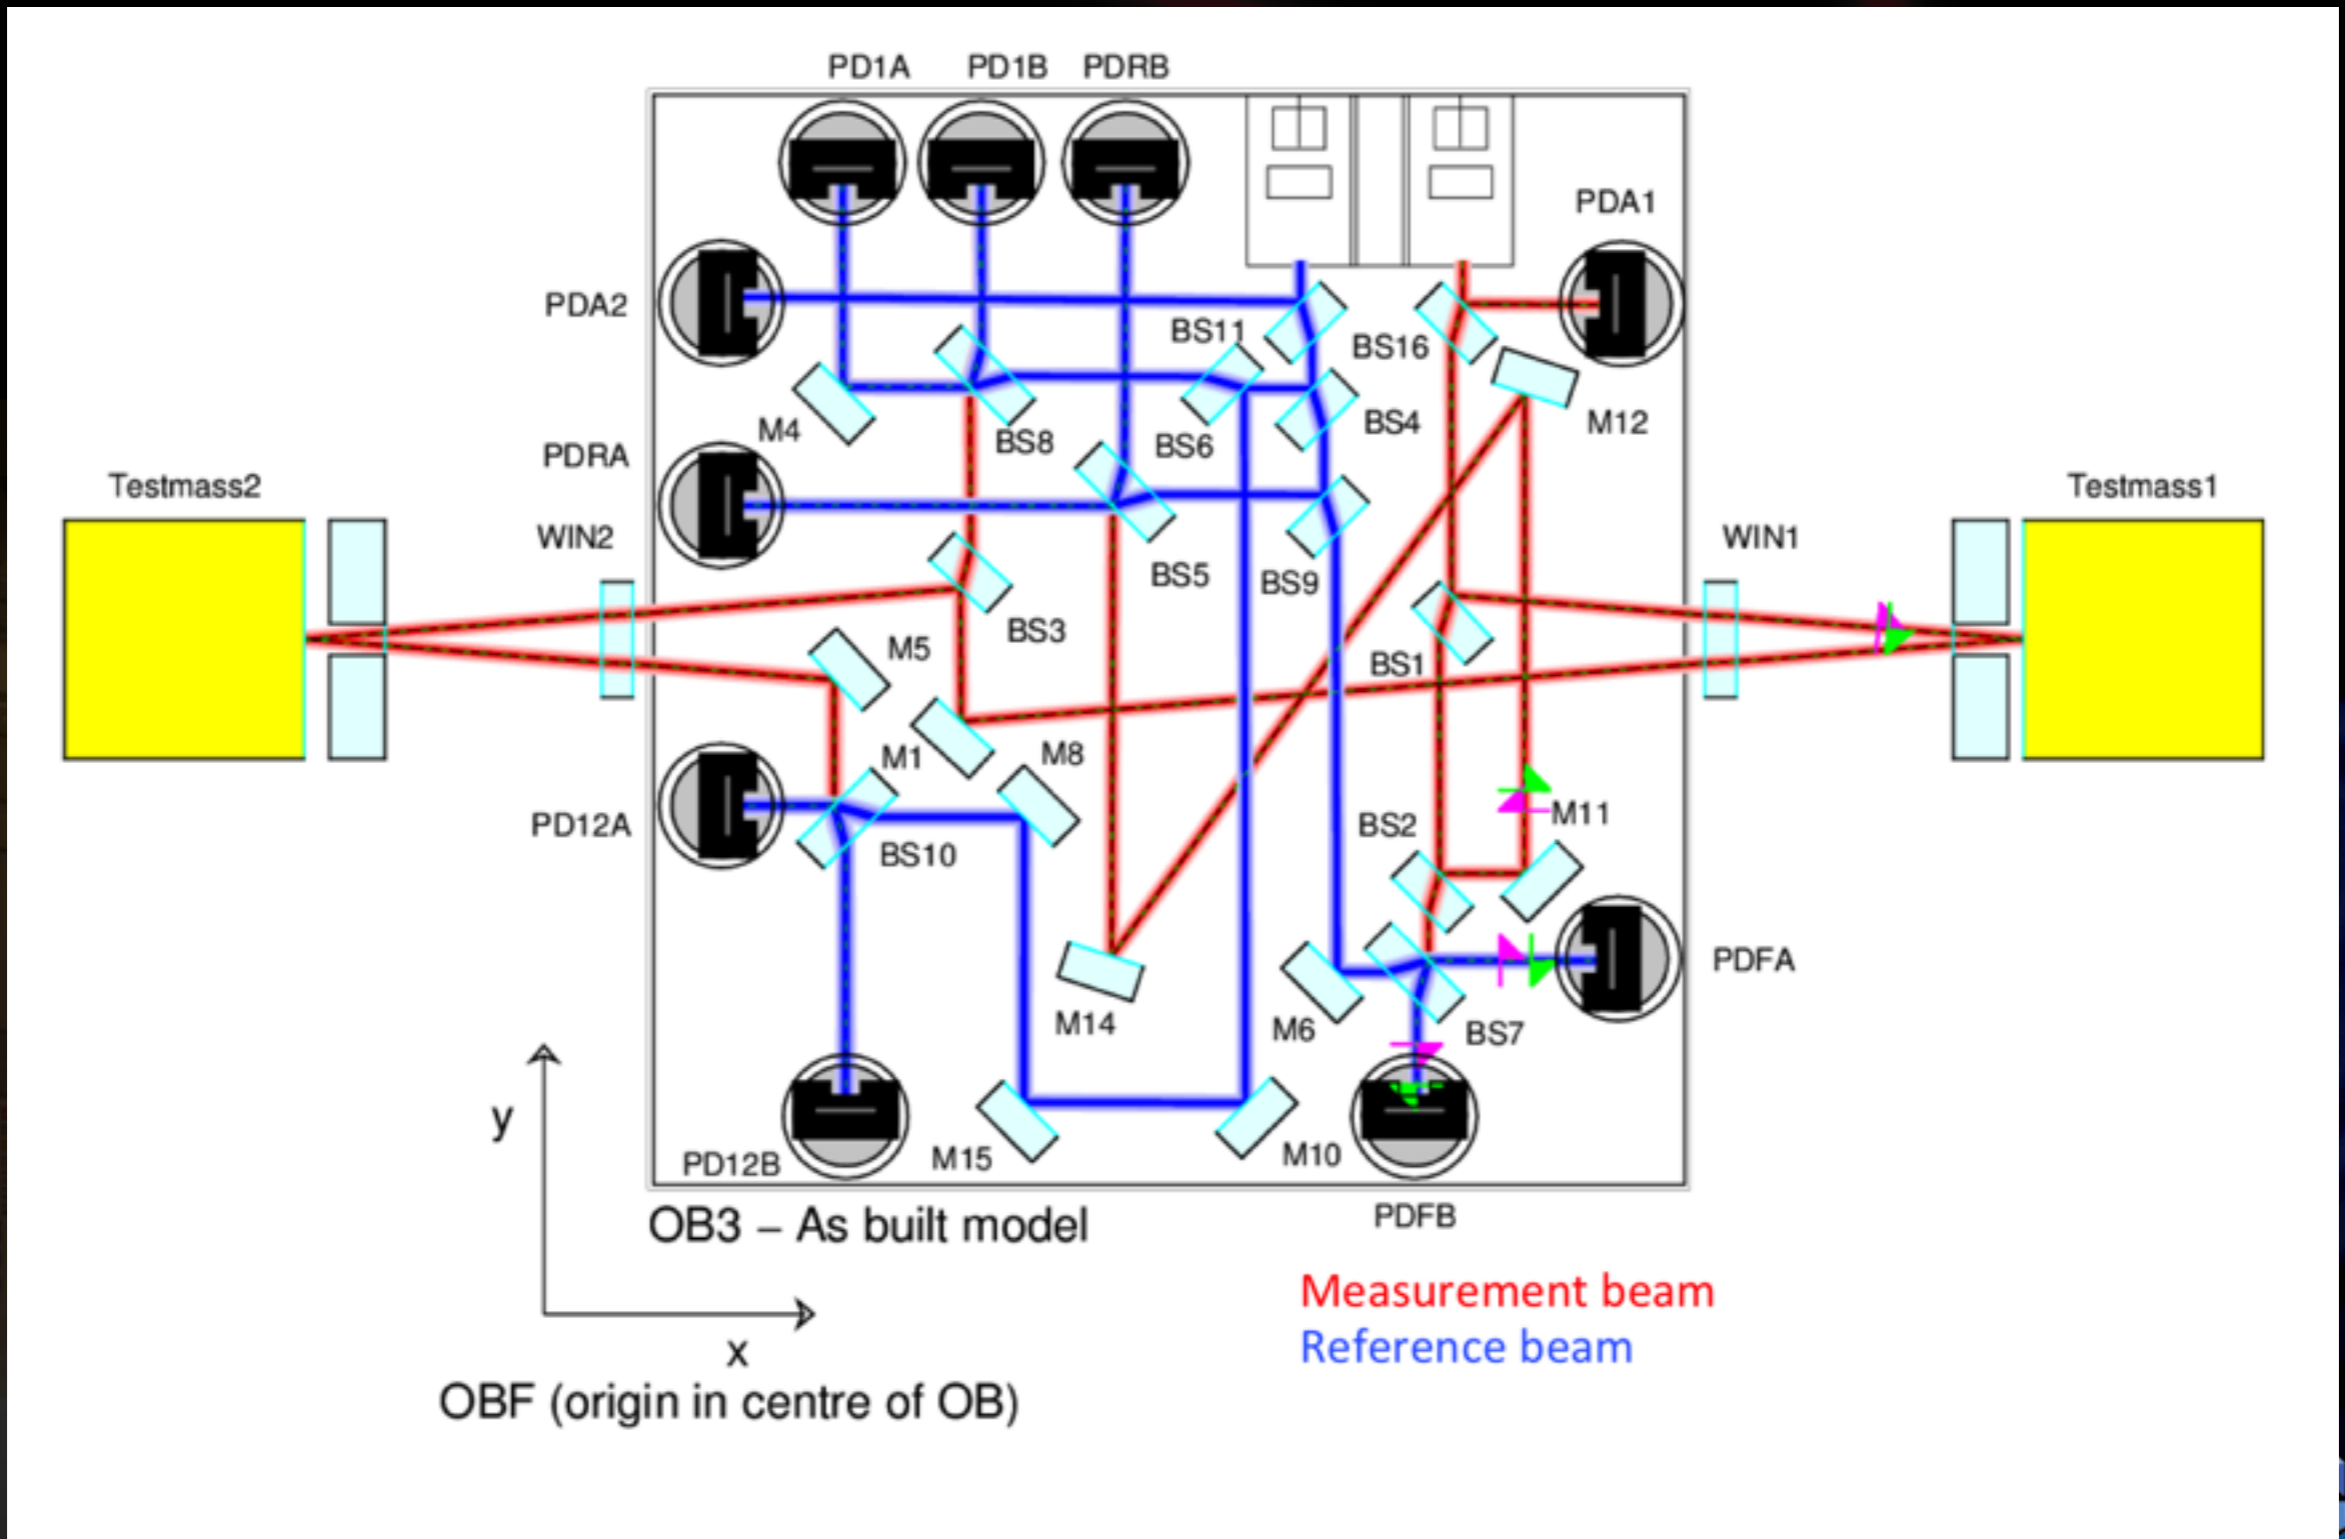 PD1A PD1B PDRB
PDA1
PDA2
BS11
BS16
M4
BS8
BS6
BS4
M12
PDRA
Testmass2
Testmass1
WIN2
WIN1
BS5
BS9
BS3
M5
BS1
M1
M8
PD12A
BS10
BS2
M11
PDFA
M14
M6
BS7
PD12B
M15
M10
y
PDFB
OB3 – As built model
Measurement beam
x
Reference beam
OBF (origin in centre of OB)